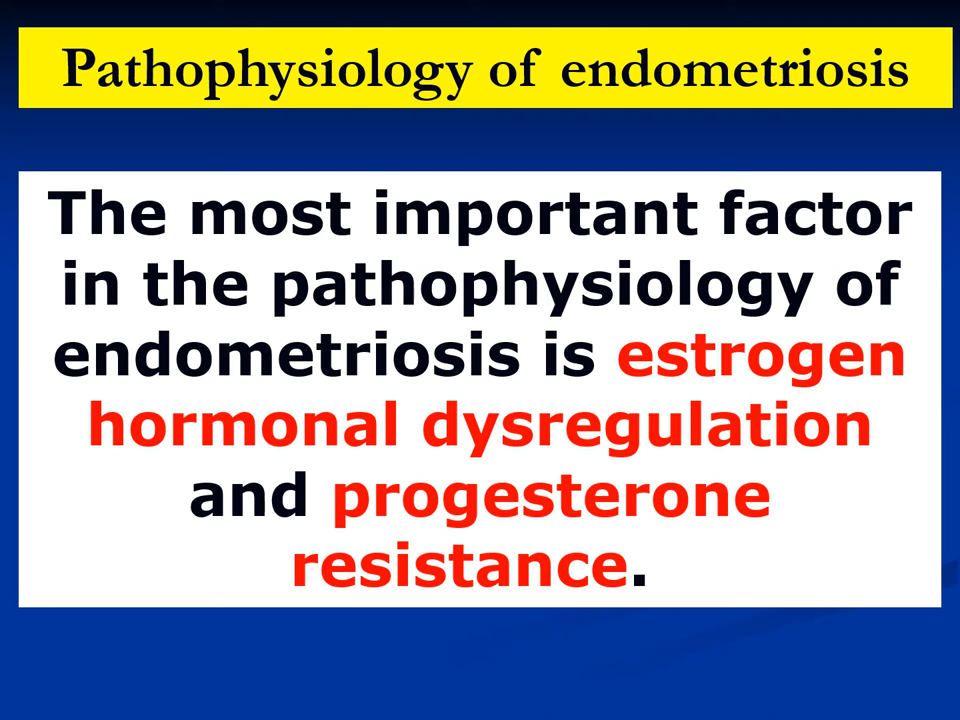 Pathophysiology of endometriosis
The most important factor
in the pathophysiology of
endometriosis is estrogen
hormonal dysregulation
and progesterone
resistance.